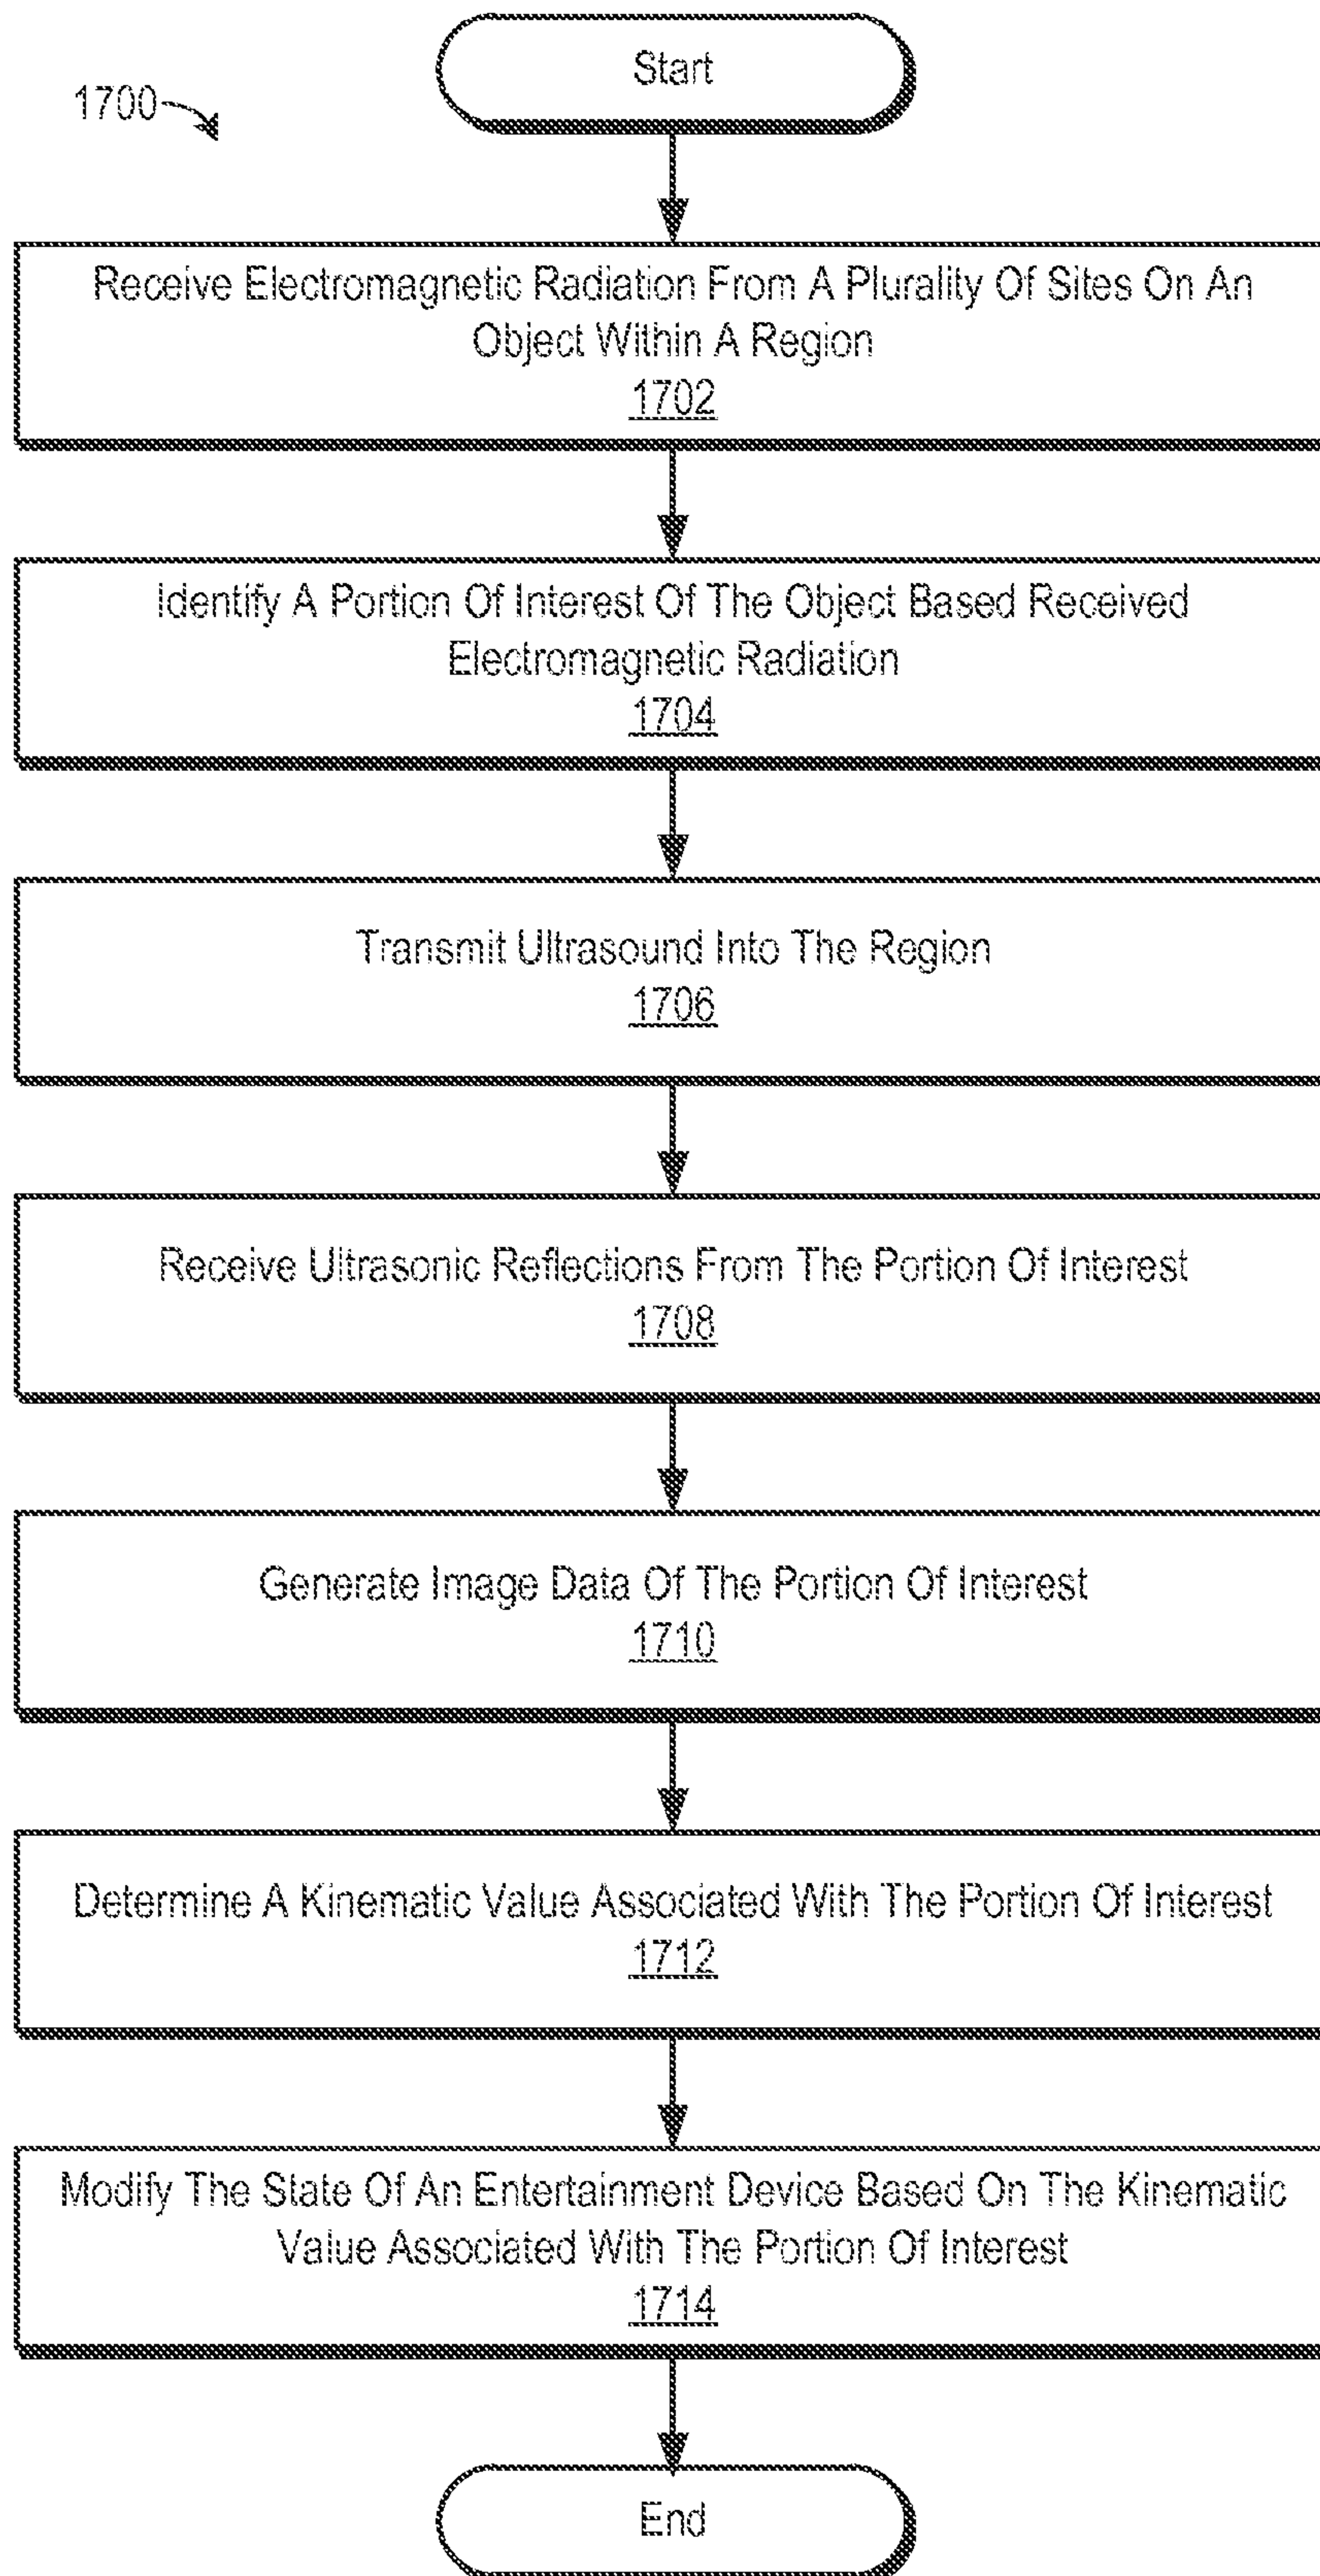 Start
1700
Receive Electromagnetic Radiation From A Plurality Of Sites On An
Object Within A Region
1702
Identify A Portion Of Interest Of The Object Based Received
Electromagnetic Radiation
1704
Transmit Ultrasound Into The Region
1706
Receive Ultrasonic Reflections From The Portion Of Interest
1708
Generate Image Data Of The Portion Of Interest
1710
Determine A Kinematic Value Associated With The Portion Of Interest
1712
Modify The State Of An Entertainment Device Based On The Kinematic
Value Associated With The Portion Of Interest
1714
End